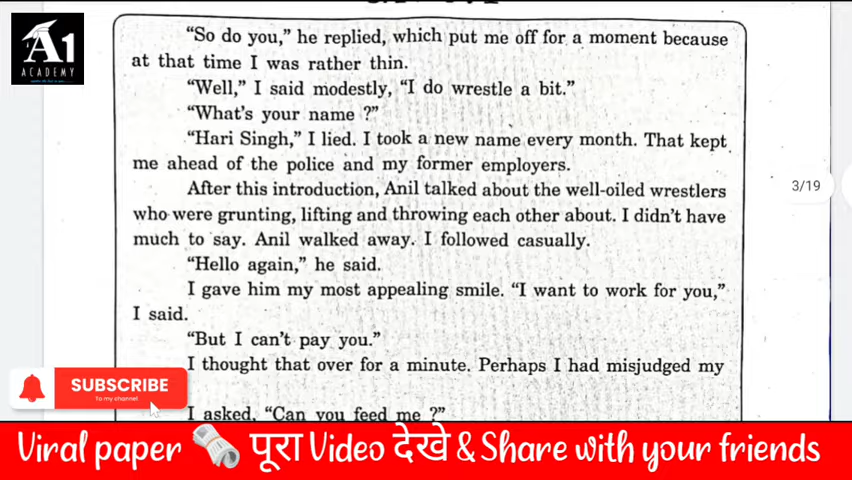 "So do you," he replied, which put me off for a moment because
at that time I was rather thin.
"Well," I said modestly, "I do wrestle a bit."
"What's your name ?"
"Hari Singh," I lied. I took a new name every month. That kept
me ahead of the police and my former employers.
After this introduction, Anil talked about the well-oiled wrestlers
who were grunting, lifting and throwing each other about. I didn't have
much to say. Anil walked away. I followed casually.
"Hello again," he said.
I gave him my most appealing smile. "I want to work for you,"
I said.
"But I can't pay you."
I thought that over for a minute. Perhaps I had misjudged my
I asked, "Can you feed me ?"
A1
ACADEMY
3/19
SUBSCRIBE
To my channel
Viral paper पूरा Video देखे & Share with your friends